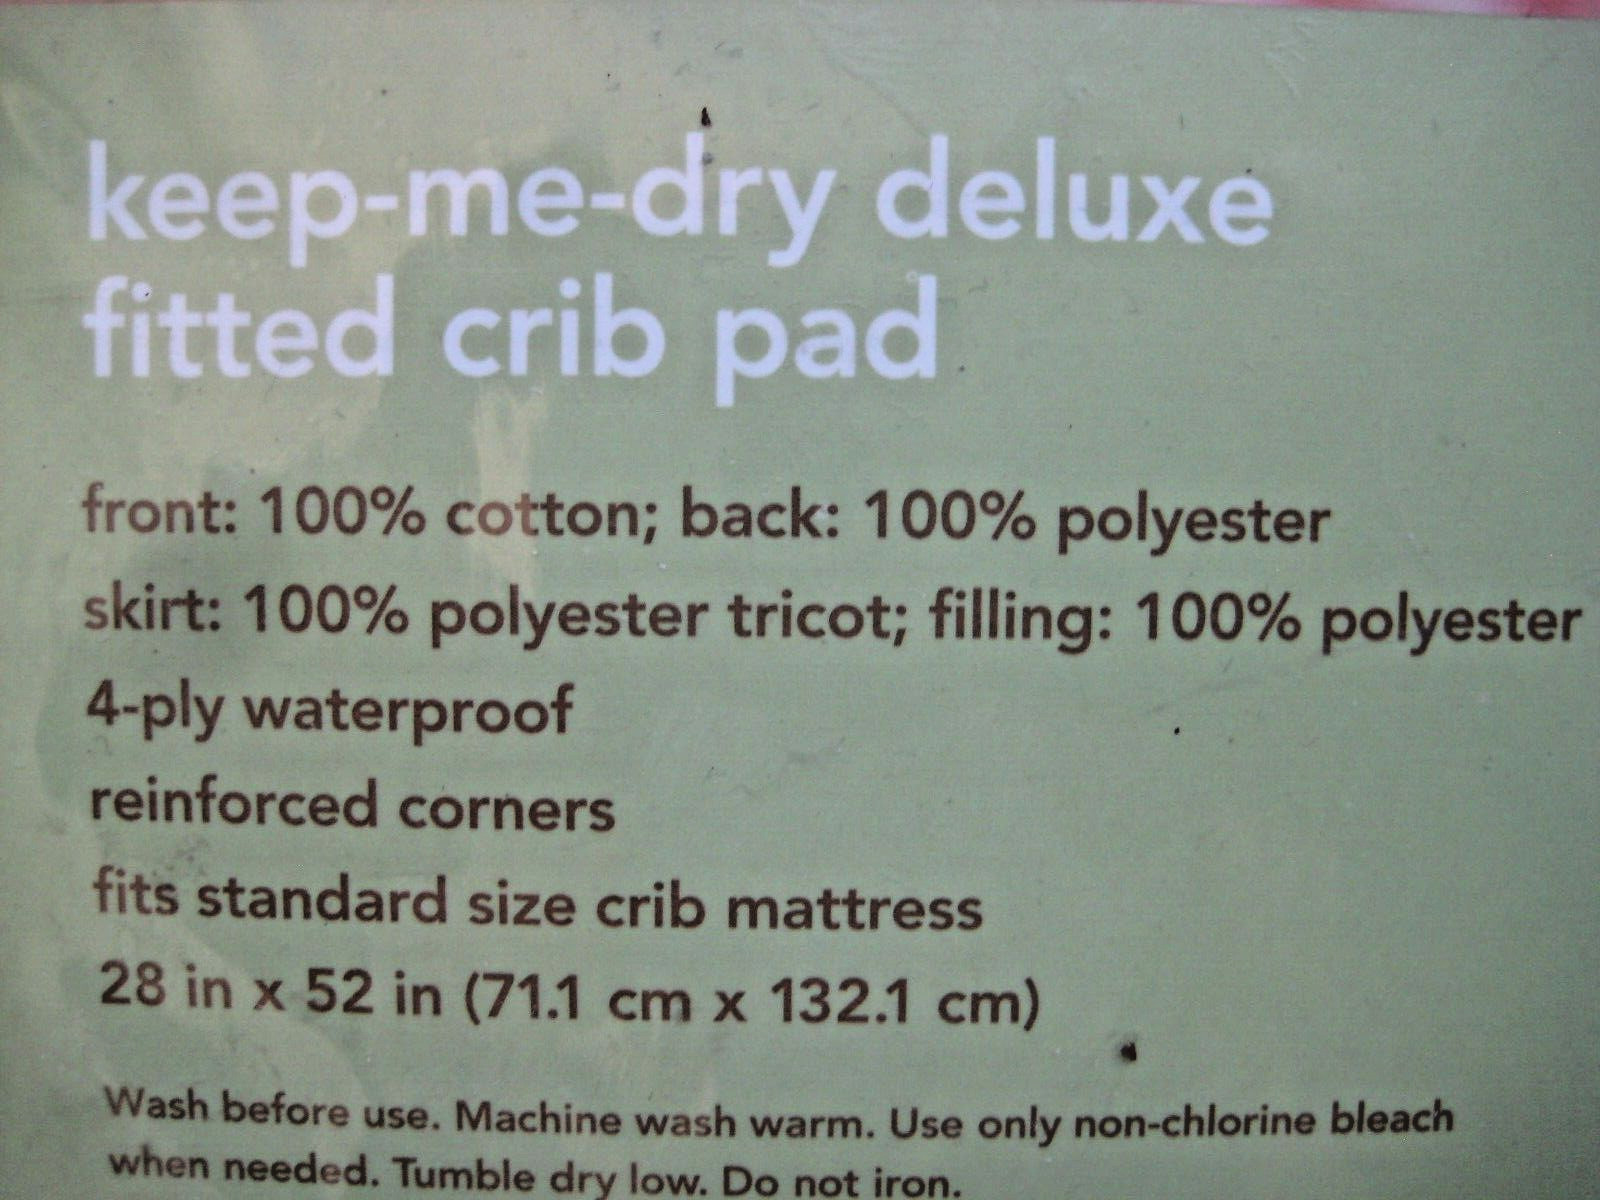 keep-me-dry deluxe
fitted crib pad
front: 100% cotton; back: 100% polyester
skirt: 100% polyester tricot; filling: 100% polyester
4-ply waterproof
reinforced corners
fits standard size crib mattress
28 in x 52 in (71.1 cm x 132.1 cm)
Wash before use. Machine wash warm. Use only non-chlorine bleach
when needed. Tumble dry low. Do not iron.